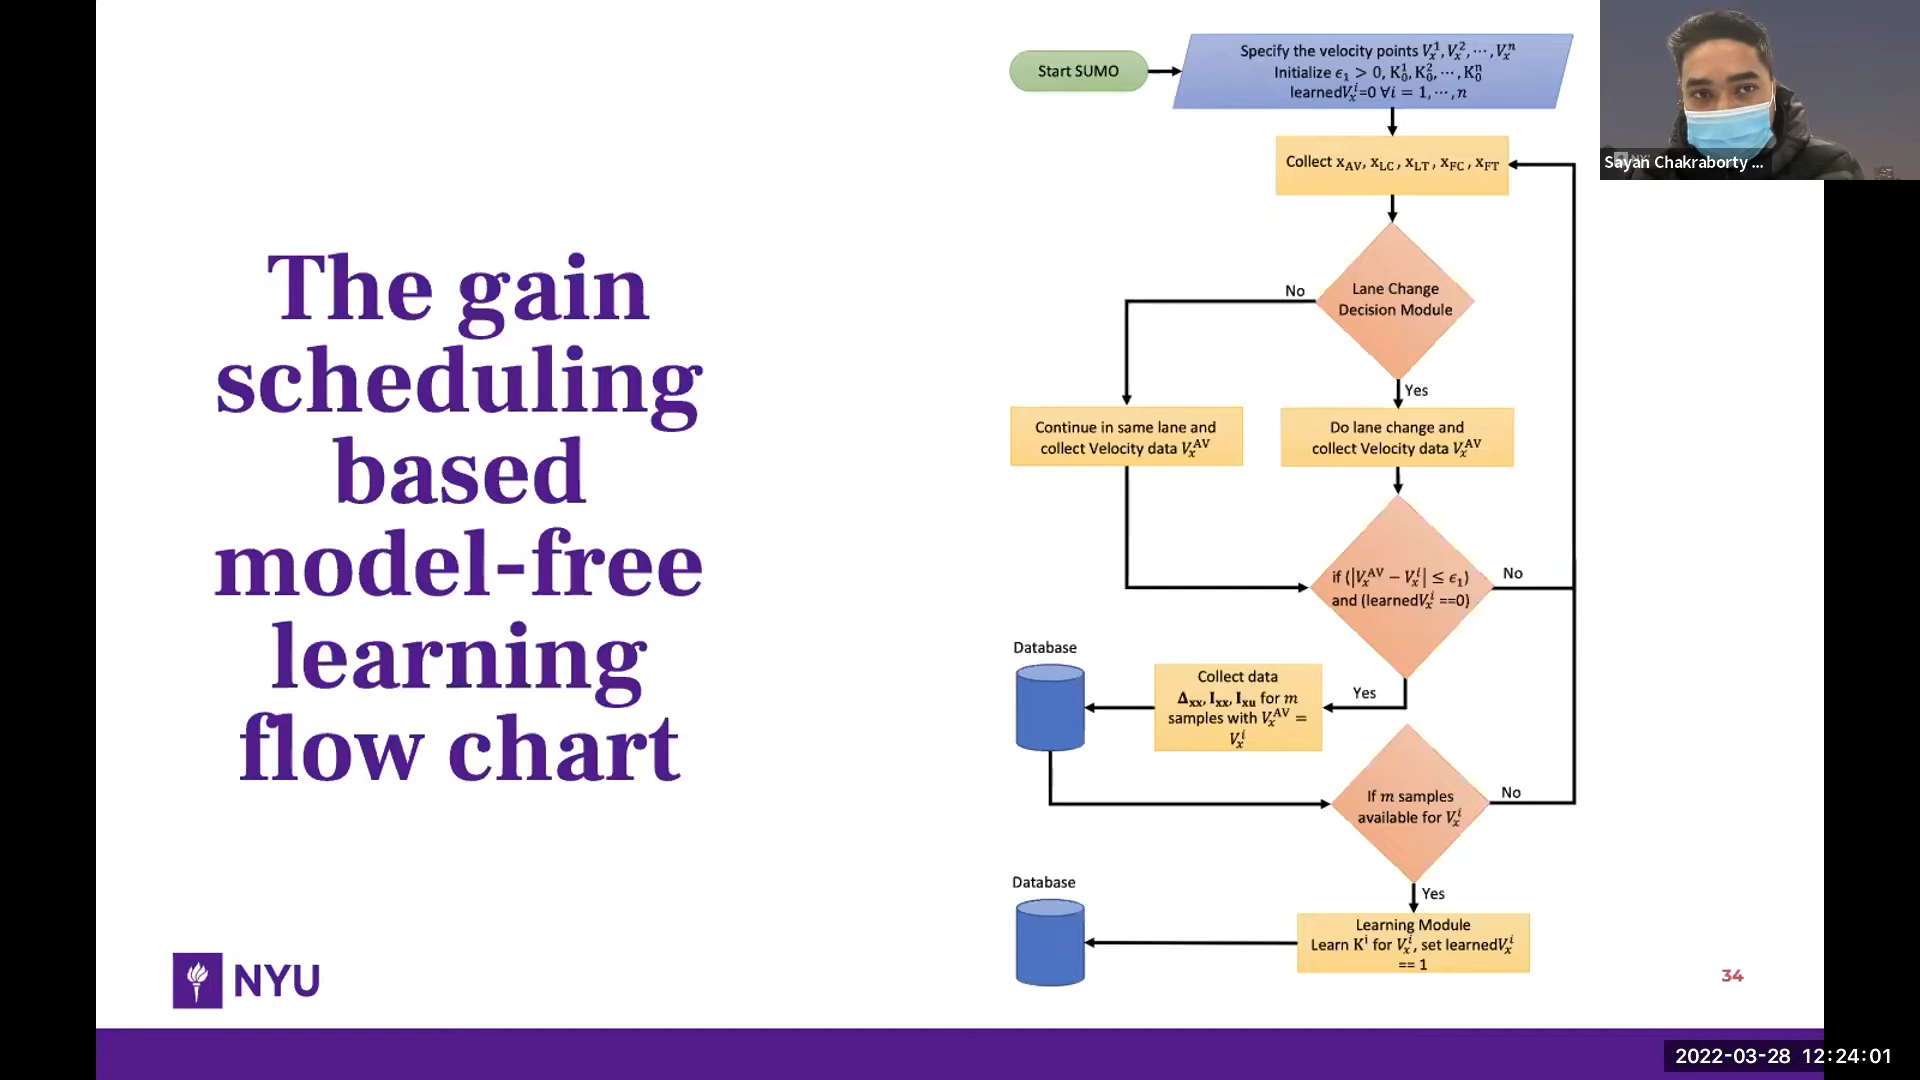 The gain
scheduling
based
model-free
learning
flow chart
NYU
Start SUMO
Specify the velocity points V_x^1, V_x^2, ⋯, V_x^n
Initialize ϵ_1 > 0, K_0^1, K_0^2, ⋯, K_0^n
learnedV_x^i=0 ∀i = 1, ⋯, n
Collect x_AV, x_LC, x_LT, x_FC, x_FT
Lane Change
Decision Module
No
Yes
Continue in same lane and
collect Velocity data V_x^AV
Do lane change and
collect Velocity data V_x^AV
if (|V_x^AV − V_x^i| ≤ ϵ_1)
and (learnedV_x^i ==0)
No
Yes
Collect data
Δ_xx, I_xx, I_xu for m
samples with V_x^AV =
V_x^i
Database
If m samples
available for V_x^i
No
Yes
Learning Module
Learn K^i for V_x^i, set learnedV_x^i
== 1
Database
34
Sayan Chakraborty ...
2022-03-28 12:24:01